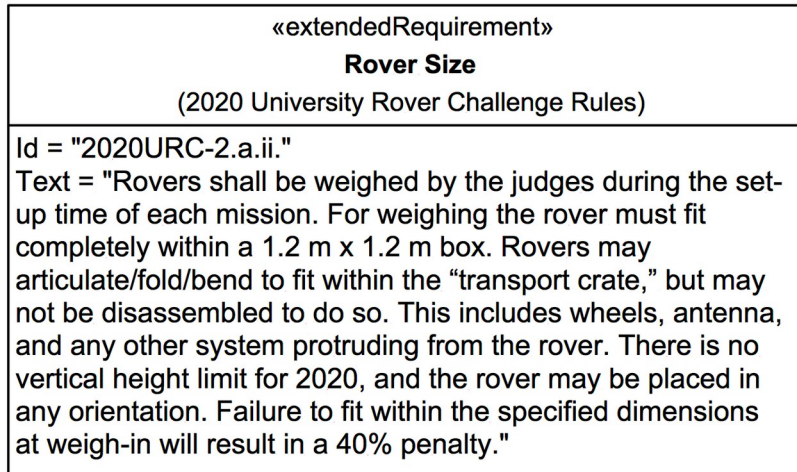 «extendedRequirement»
Rover Size
(2020 University Rover Challenge Rules)
Id = "2020URC-2.a.ii."
Text = "Rovers shall be weighed by the judges during the set-
up time of each mission. For weighing the rover must fit
completely within a 1.2 m x 1.2 m box. Rovers may
articulate/fold/bend to fit within the “transport crate,” but may
not be disassembled to do so. This includes wheels, antenna,
and any other system protruding from the rover. There is no
vertical height limit for 2020, and the rover may be placed in
any orientation. Failure to fit within the specified dimensions
at weigh-in will result in a 40% penalty."